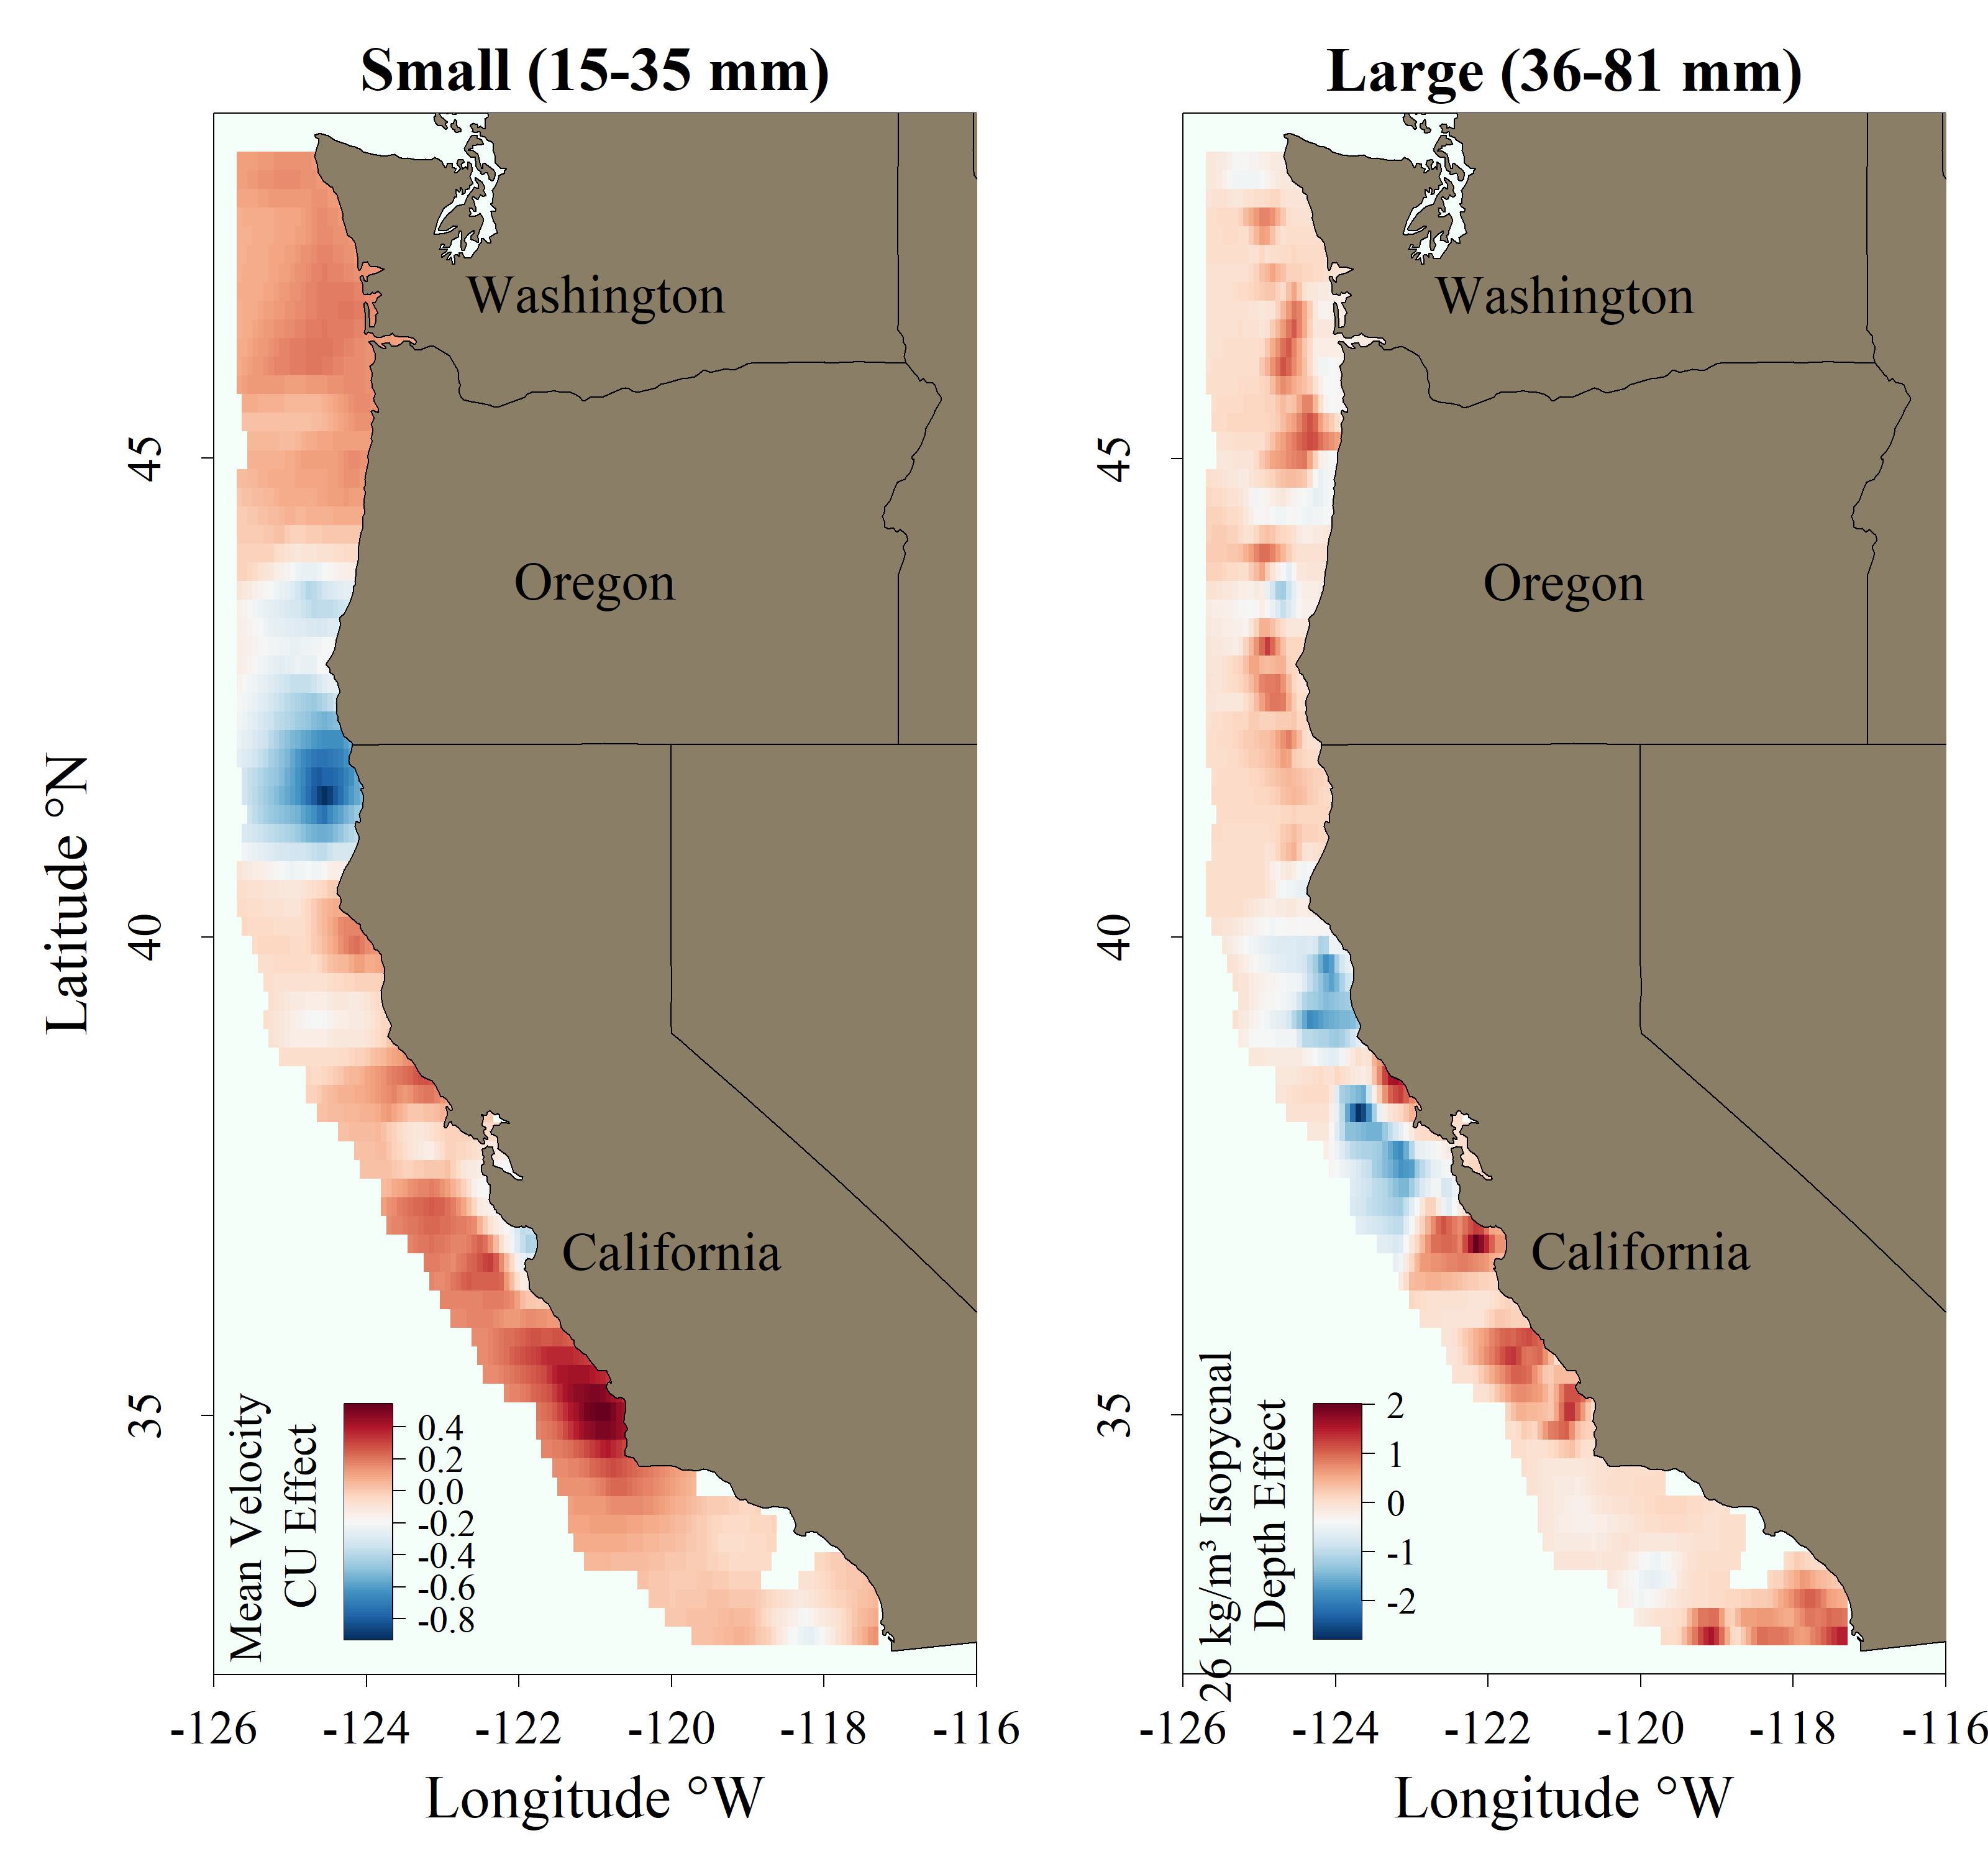 Small (15-35 mm)
Large (36-81 mm)
Washington
Washington
Oregon
Oregon
California
California
Latitude °N
45
40
35
45
40
35
Mean Velocity
CU Effect
0.4
0.2
0.0
-0.2
-0.4
-0.6
-0.8
26 kg/m³ Isopycnal
Depth Effect
2
1
0
-1
-2
-126 -124 -122 -120 -118 -116
-126 -124 -122 -120 -118 -116
Longitude °W
Longitude °W